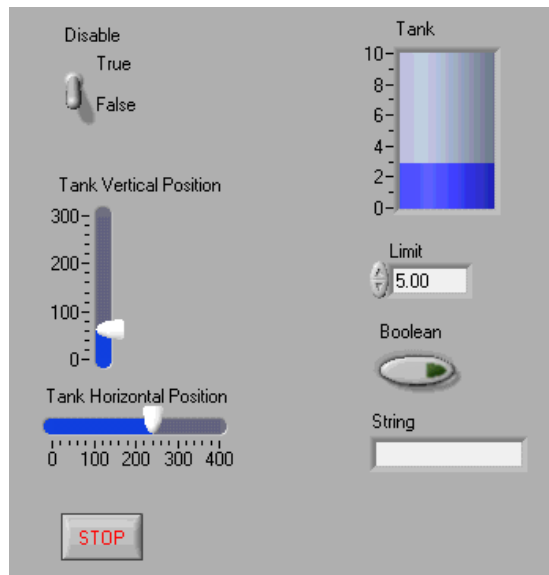 Disable
True
False
Tank Vertical Position
300
200
100
0
Tank Horizontal Position
0 100 200 300 400
STOP
Tank
10
8
6
4
2
0
Limit
5.00
Boolean
String